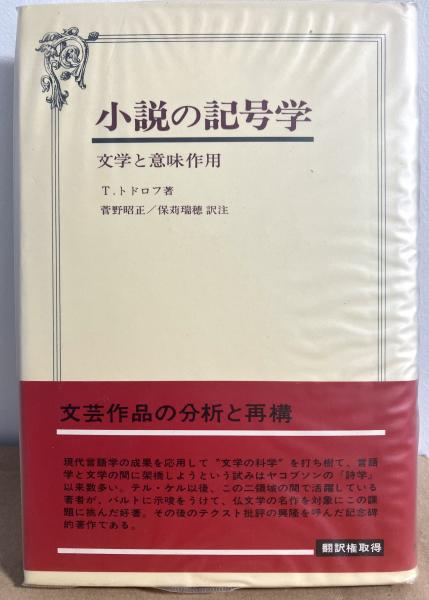 小説の記号学
文学と意味作用
T.トドロフ著
菅野昭正/保苅瑞穂 訳注
文芸作品の分析と再構
現代言語学の成果を応用して“文学の科学”を打ち樹て、言語
学と文学の間に架橋しようという試みはヤコブソンの「詩学」
以来数多い。テル・ケル以後、この二領域の間で活躍している
著者が、バルトに示唆をうけて、仏文学の名作を対象にこの課
題に挑んだ好著。その後のテクスト批評の興隆を呼んだ記念碑
的著作である。
翻訳権取得